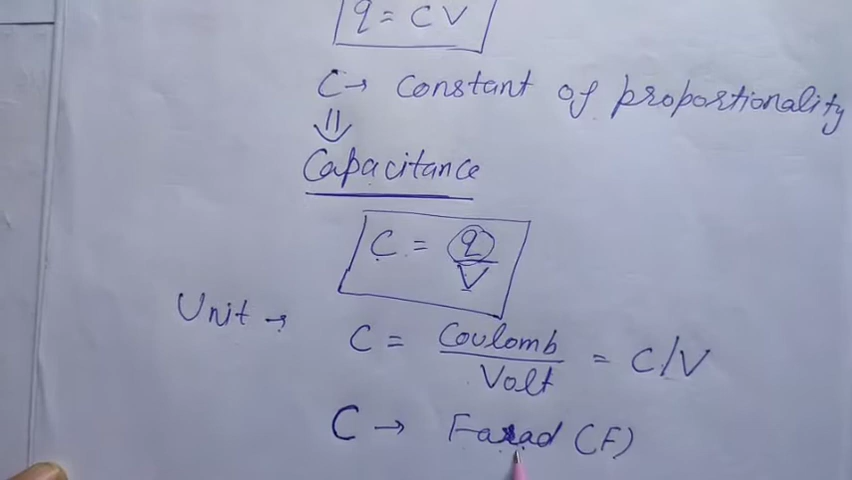 q = CV
C → Constant of proportionality
⇓
Capacitance
C = q/V
Unit → C = Coulomb/Volt = C/V
C → Farad (F)